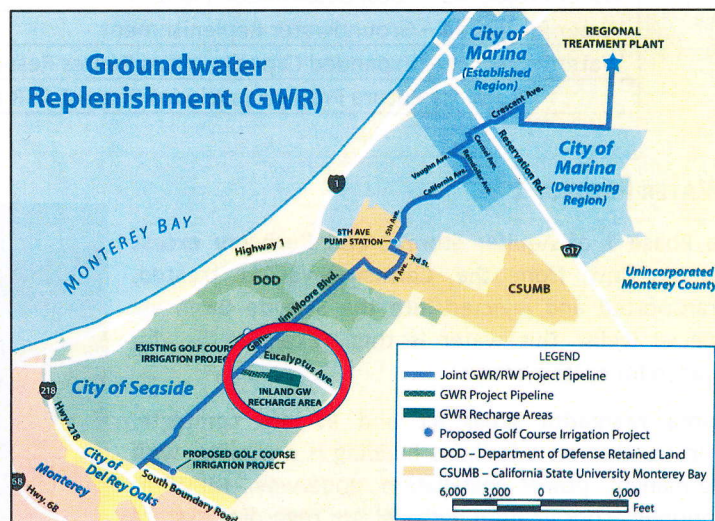 Groundwater
Replenishment (GWR)
City of
Marina
(Established
Region)
REGIONAL
TREATMENT PLANT
Crescent Ave.
Reservation Rd.
City of
Marina
(Developing
Region)
Vaughn Ave.
Carmel Ave.
Reindollar Ave.
California Ave.
1
5th Ave.
8TH AVE
PUMP STATION
3rd St.
A Ave.
MONTEREY BAY
Highway 1
G17
Unincorporated
Monterey County
DOD
CSUMB
General Jim Moore Blvd.
EXISTING GOLF COURSE
IRRIGATION PROJECT
Eucalyptus Ave.
INLAND GW
RECHARGE AREA
218
City of Seaside
Hwy. 218
PROPOSED GOLF COURSE
IRRIGATION PROJECT
City of
Del Rey Oaks
South Boundary Road
Monterey
68
Hwy. 68
LEGEND
Joint GWR/RW Project Pipeline
GWR Project Pipeline
GWR Recharge Areas
Proposed Golf Course Irrigation Project
DOD – Department of Defense Retained Land
CSUMB – California State University Monterey Bay
6,000 3,000 0 6,000
Feet